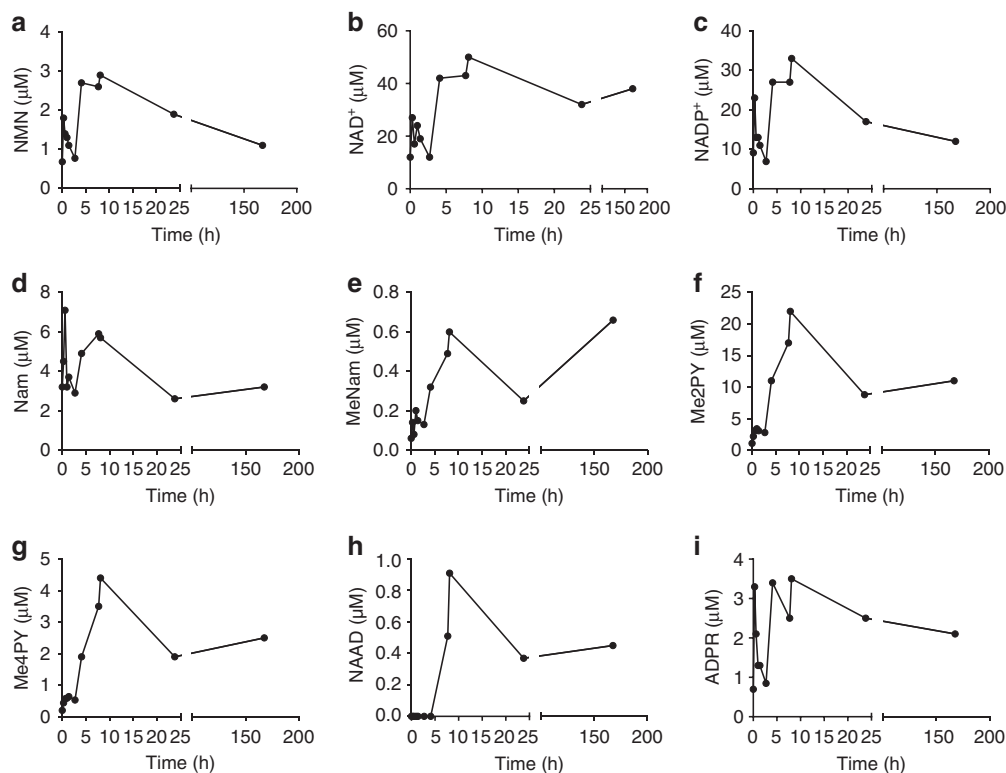 a
NMN (µM)
4
3
2
1
0
0 5 10 15 20 25 150 200
Time (h)
b
NAD+ (µM)
60
40
20
0
0 5 10 15 20 25 150 200
Time (h)
c
NADP+ (µM)
40
30
20
10
0
0 5 10 15 20 25 150 200
Time (h)
d
Nam (µM)
8
6
4
2
0
0 5 10 15 20 25 150 200
Time (h)
e
MeNam (µM)
0.8
0.6
0.4
0.2
0.0
0 5 10 15 20 25 150 200
Time (h)
f
Me2PY (µM)
25
20
15
10
5
0
0 5 10 15 20 25 150 200
Time (h)
g
Me4PY (µM)
5
4
3
2
1
0
0 5 10 15 20 25 150 200
Time (h)
h
NAAD (µM)
1.0
0.8
0.6
0.4
0.2
0.0
0 5 10 15 20 25 150 200
Time (h)
i
ADPR (µM)
4
3
2
1
0
0 5 10 15 20 25 150 200
Time (h)